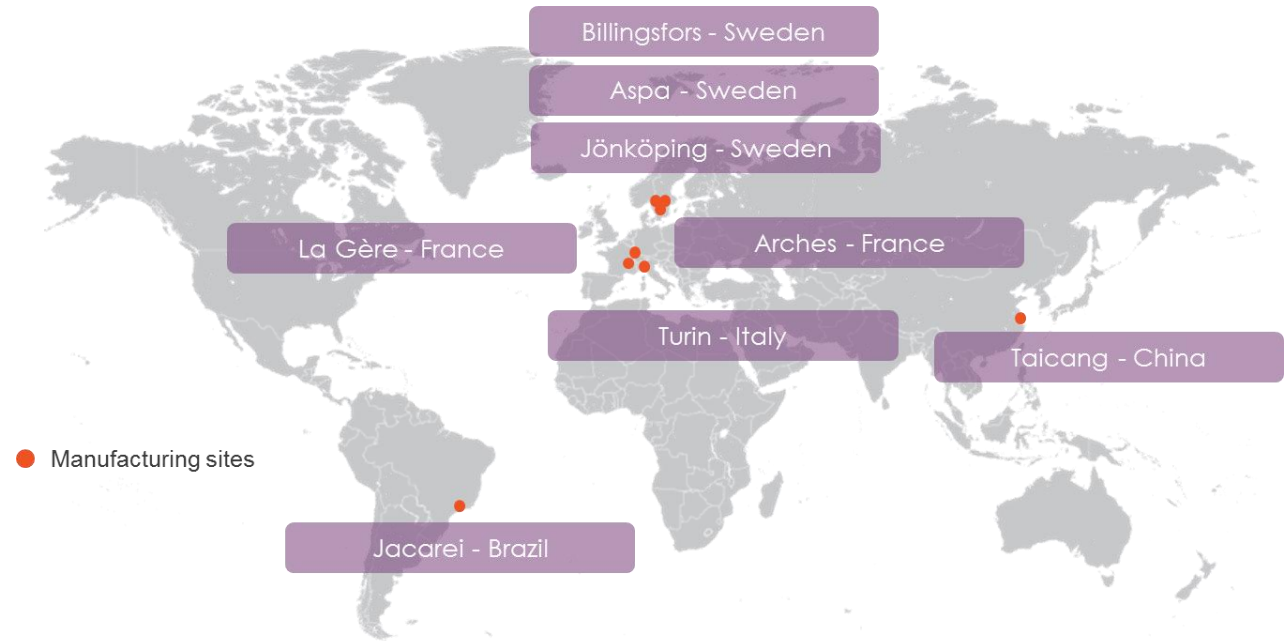 Billingsfors - Sweden
Aspa - Sweden
Jönköping - Sweden
La Gère - France
Arches - France
Turin - Italy
Taicang - China
Manufacturing sites
Jacarei - Brazil